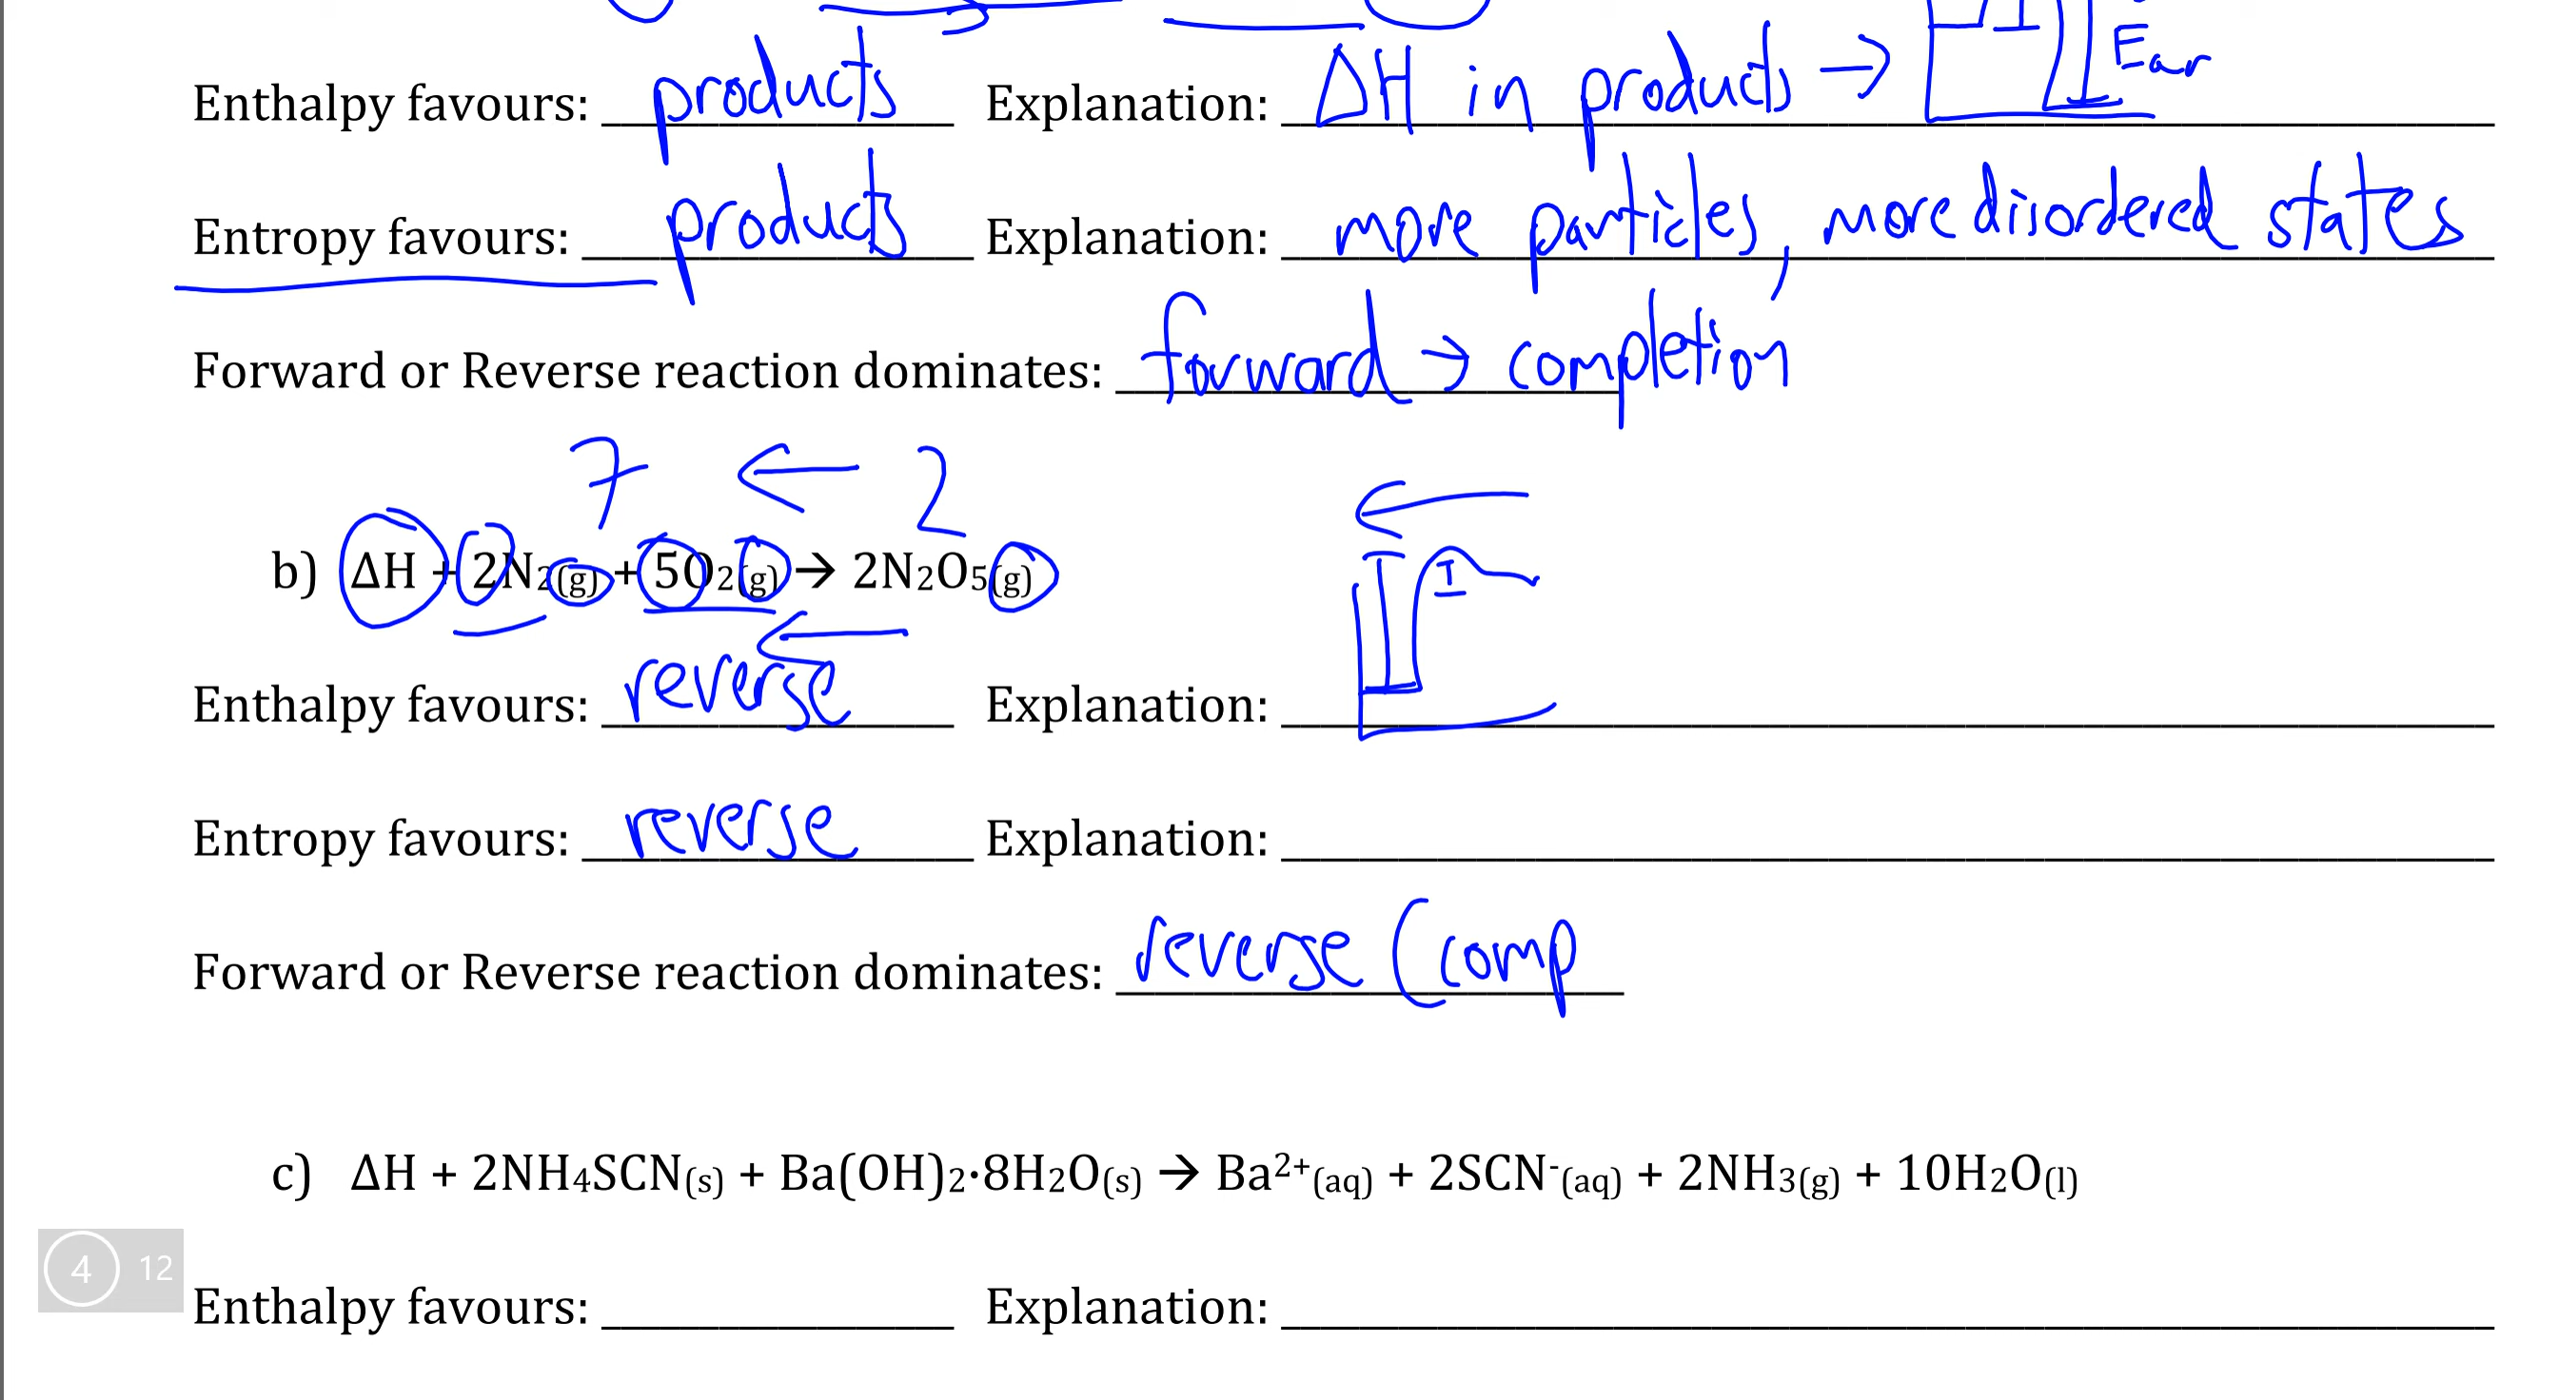 Enthalpy favours: products Explanation: ΔH in products → Ear
Entropy favours: products Explanation: more particles, more disordered states
Forward or Reverse reaction dominates: forward → completion
7 ← 2
b) ΔH + 2N2(g) + 5O2(g) → 2N2O5(g)
Enthalpy favours: reverse Explanation:
Entropy favours: reverse Explanation:
Forward or Reverse reaction dominates: reverse (comp
c) ΔH + 2NH4SCN(s) + Ba(OH)2·8H2O(s) → Ba2+(aq) + 2SCN-(aq) + 2NH3(g) + 10H2O(l)
4 12
Enthalpy favours: Explanation: